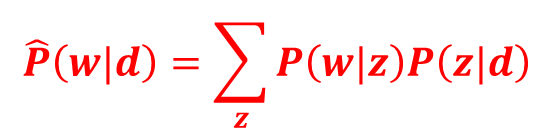 P̂(w|d) = ∑_z P(w|z)P(z|d)